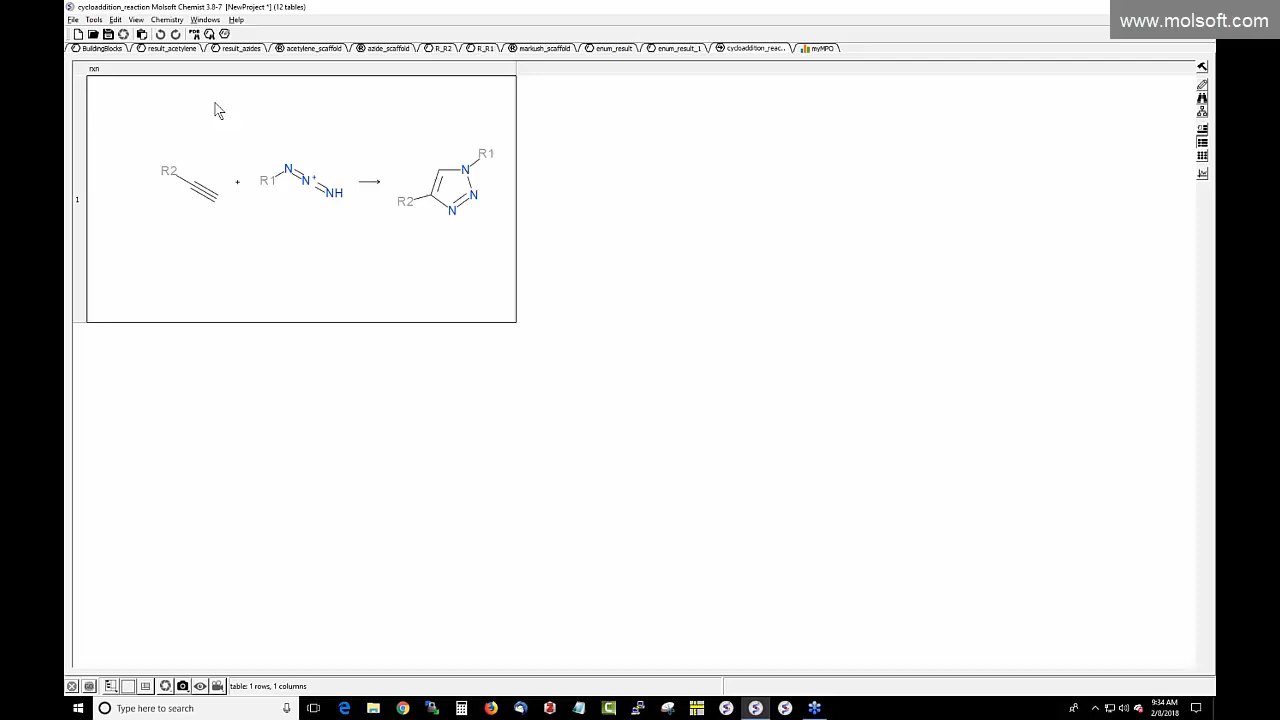 cycloaddition_reaction Molsoft Chemist 3.8-7 [NewProject *] (12 tables)
www.molsoft.com
File Tools Edit View Chemistry Windows Help
BuildingBlocks result_acetylene result_azides acetylene_scaffold azide_scaffold R_R2 R_R1 markush_scaffold enum_result enum_result_1 cycloaddition_reac... myMPO
rxn
R1
R2 N N
+ R1 N+
NH R2 N
N
1
table: 1 rows, 1 columns
Type here to search
9:34 AM
2/8/2018